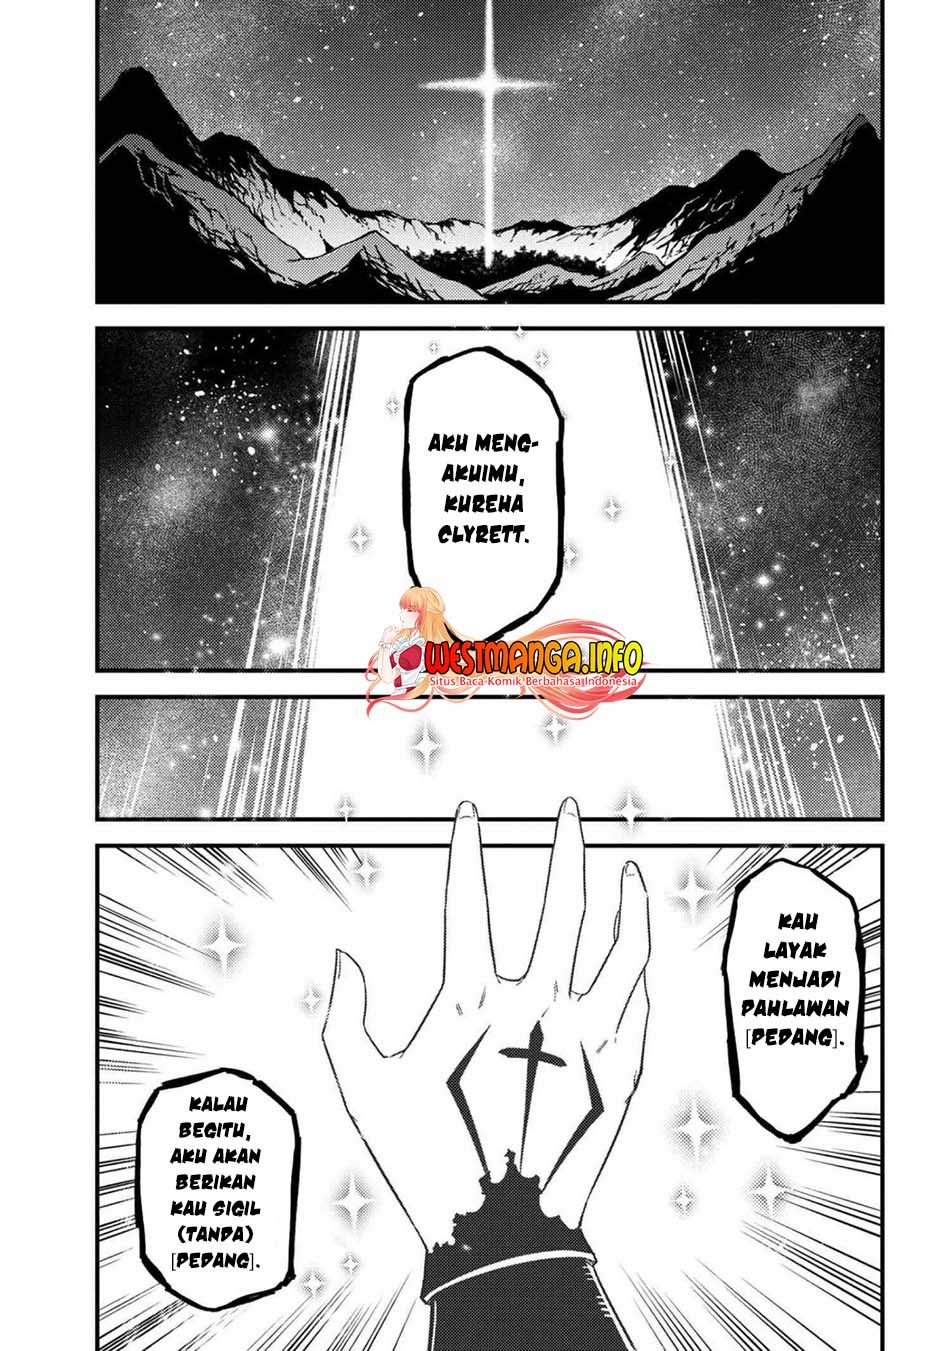 AKU MENG-
AKUIMU,
KUREHA
CLYRETT.
WESTMANGA.INFO
Situs Baca Komik Berbahasa Indonesia
KAU
LAYAK
MENJADI
PAHLAWAN
[PEDANG].
KALAU
BEGITU,
AKU AKAN
BERIKAN
KAU SIGIL
(TANDA)
[PEDANG].